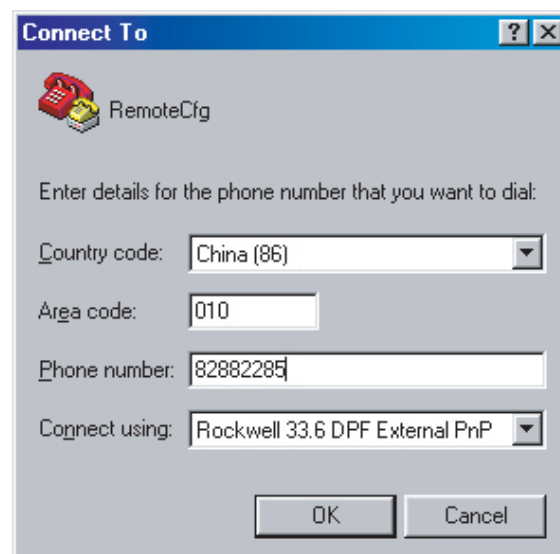 Connect To
RemoteCfg
Enter details for the phone number that you want to dial:
Country code: China (86)
Area code: 010
Phone number: 82882285
Connect using: Rockwell 33.6 DPF External PnP
OK Cancel